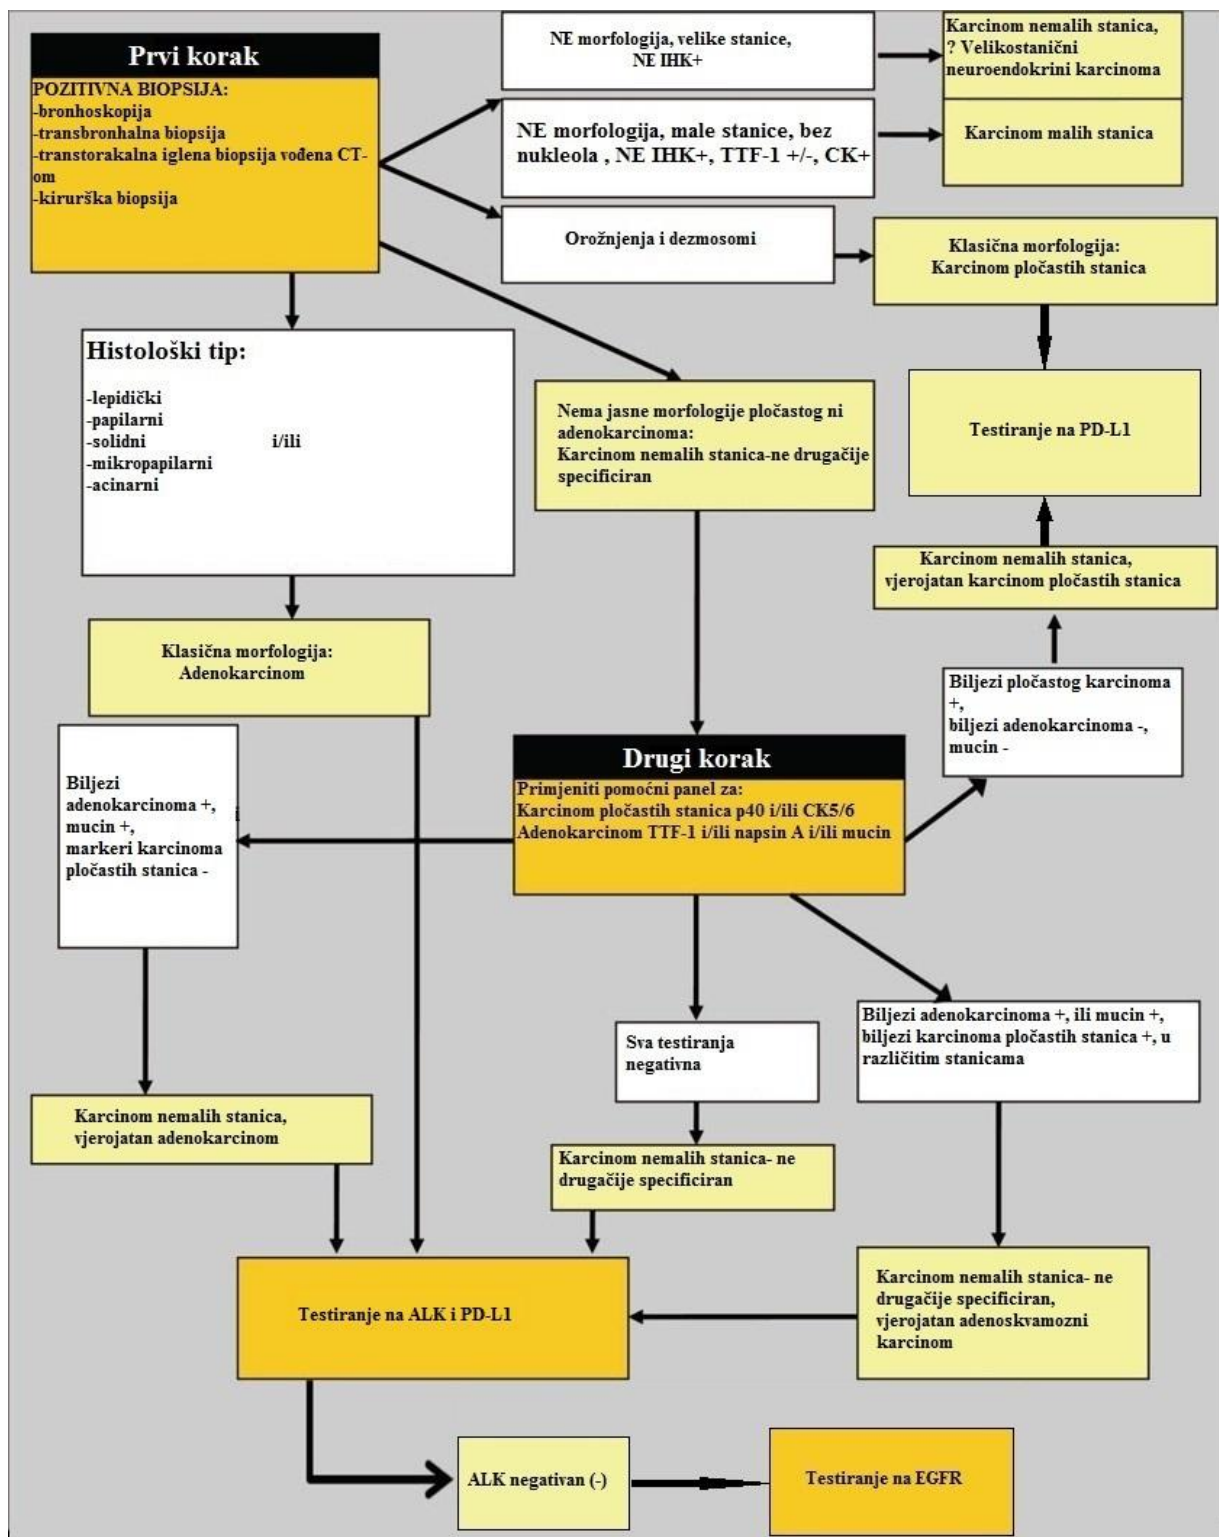 Prvi korak
POZITIVNA BIOPSIJA:
-bronhoskopija
-transbronhalna biopsija
-transtorakalna iglena biopsija vođena CT-
om
-kirurška biopsija
NE morfologija, velike stanice,
NE IHK+
Karcinom nemalih stanica,
? Velikostanični
neuroendokrini karcinoma
NE morfologija, male stanice, bez
nukleola , NE IHK+, TTF-1 +/-, CK+
Karcinom malih stanica
Orožnjenja i dezmosomi
Klasična morfologija:
Karcinom pločastih stanica
Histološki tip:
-lepidički
-papilarni
-solidni i/ili
-mikropapilarni
-acinarni
Nema jasne morfologije pločastog ni
adenokarcinoma:
Karcinom nemalih stanica-ne drugačije
specificiran
Testiranje na PD-L1
Karcinom nemalih stanica,
vjerojatan karcinom pločastih stanica
Klasična morfologija:
Adenokarcinom
Biljezi pločastog karcinoma
+,
biljezi adenokarcinoma -,
mucin -
Drugi korak
Primjeniti pomoćni panel za:
Karcinom pločastih stanica p40 i/ili CK5/6
Adenokarcinom TTF-1 i/ili napsin A i/ili mucin
Biljezi
adenokarcinoma +,
mucin +,
markeri karcinoma
pločastih stanica -
i
Sva testiranja
negativna
Biljezi adenokarcinoma +, ili mucin +,
biljezi karcinoma pločastih stanica +, u
različitim stanicama
Karcinom nemalih stanica,
vjerojatan adenokarcinom
Karcinom nemalih stanica- ne
drugačije specificiran
Testiranje na ALK i PD-L1
Karcinom nemalih stanica- ne
drugačije specificiran,
vjerojatan adenoskvamozni
karcinom
ALK negativan (-)
Testiranje na EGFR